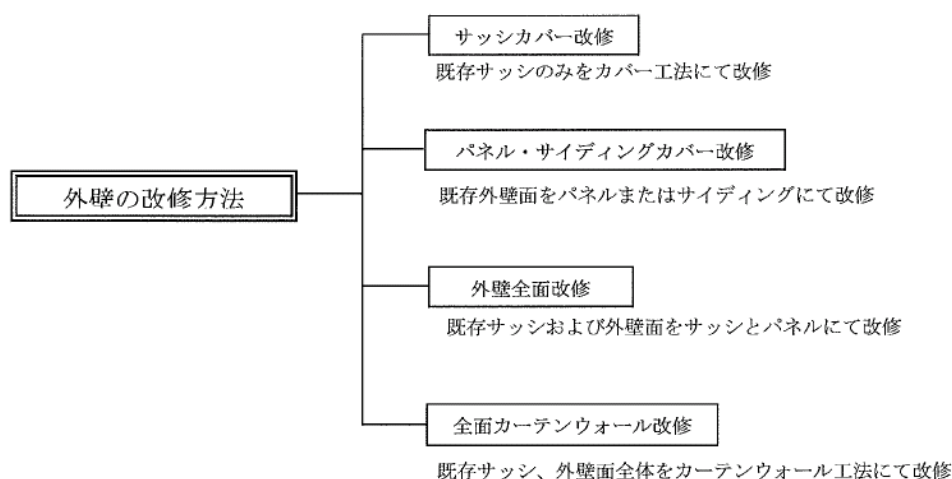 サッシカバー改修
既存サッシのみをカバー工法にて改修
パネル・サイディングカバー改修
外壁の改修方法
既存外壁面をパネルまたはサイディングにて改修
外壁全面改修
既存サッシおよび外壁面をサッシとパネルにて改修
全面カーテンウォール改修
既存サッシ、外壁面全体をカーテンウォール工法にて改修